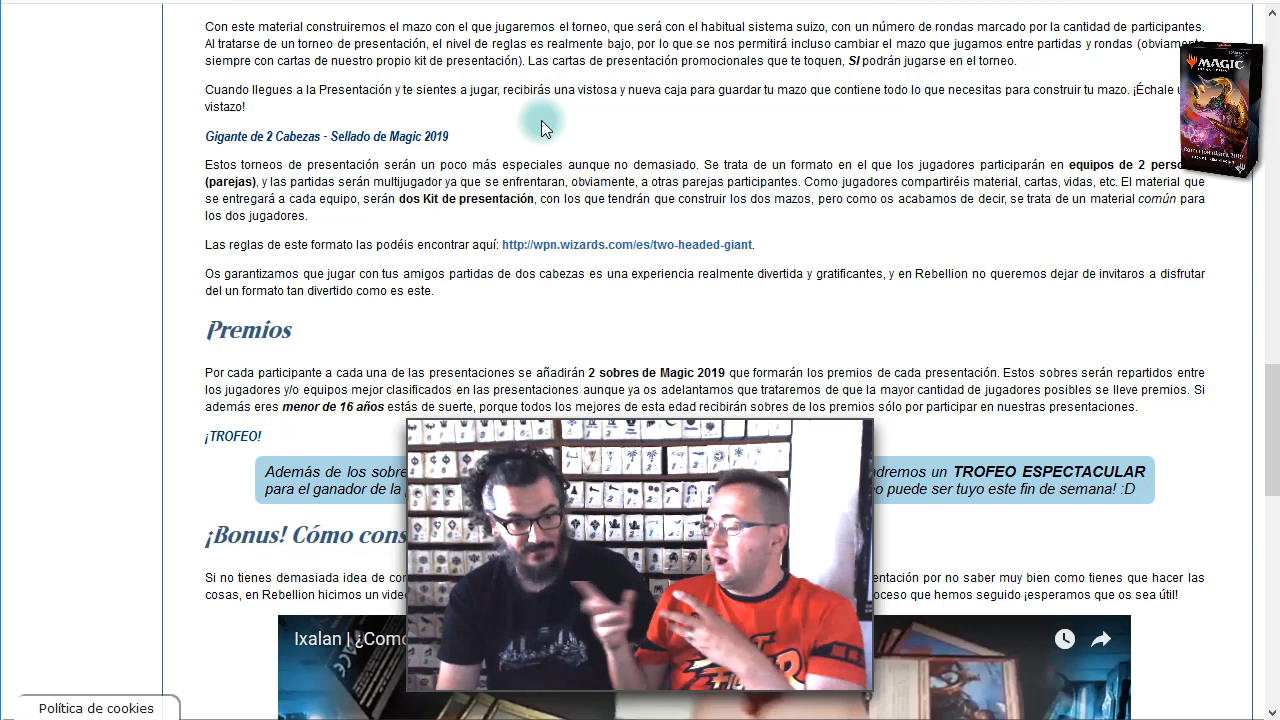 Con este material construiremos el mazo con el que jugaremos el torneo, que será con el habitual sistema suizo, con un número de rondas marcado por la cantidad de participantes.
Al tratarse de un torneo de presentación, el nivel de reglas es realmente bajo, por lo que se nos permitirá incluso cambiar el mazo que jugamos entre partidas y rondas (obviamente
siempre con cartas de nuestro propio kit de presentación). Las cartas de presentación promocionales que te toquen, SI podrán jugarse en el torneo.
MAGIC
Cuando llegues a la Presentación y te sientes a jugar, recibirás una vistosa y nueva caja para guardar tu mazo que contiene todo lo que necesitas para construir tu mazo. ¡Échale
vistazo!
Gigante de 2 Cabezas - Sellado de Magic 2019
Estos torneos de presentación serán un poco más especiales aunque no demasiado. Se trata de un formato en el que los jugadores participarán en equipos de 2 perso
(parejas), y las partidas serán multijugador ya que se enfrentaran, obviamente, a otras parejas participantes. Como jugadores compartiréis material, cartas, vidas, etc. El material que
se entregará a cada equipo, serán dos Kit de presentación, con los que tendrán que construir los dos mazos, pero como os acabamos de decir, se trata de un material común para
los dos jugadores.
Las reglas de este formato las podéis encontrar aquí: http://wpn.wizards.com/es/two-headed-giant.
Os garantizamos que jugar con tus amigos partidas de dos cabezas es una experiencia realmente divertida y gratificantes, y en Rebellion no queremos dejar de invitaros a disfrutar
del un formato tan divertido como es este.
Premios
Por cada participante a cada una de las presentaciones se añadirán 2 sobres de Magic 2019 que formarán los premios de cada presentación. Estos sobres serán repartidos entre
los jugadores y/o equipos mejor clasificados en las presentaciones aunque ya os adelantamos que trataremos de que la mayor cantidad de jugadores posibles se lleve premios. Si
además eres menor de 16 años estás de suerte, porque todos los mejores de esta edad recibirán sobres de los premios sólo por participar en nuestras presentaciones.
¡TROFEO!
Además de los sobre ndremos un TROFEO ESPECTACULAR
para el ganador de la o puede ser tuyo este fin de semana! :D
¡Bonus! Cómo cons
Si no tienes demasiada idea de co entación por no saber muy bien como tienes que hacer las
cosas, en Rebellion hicimos un vide oceso que hemos seguido ¡esperamos que os sea útil!
Ixalan | ¿Como
Política de cookies